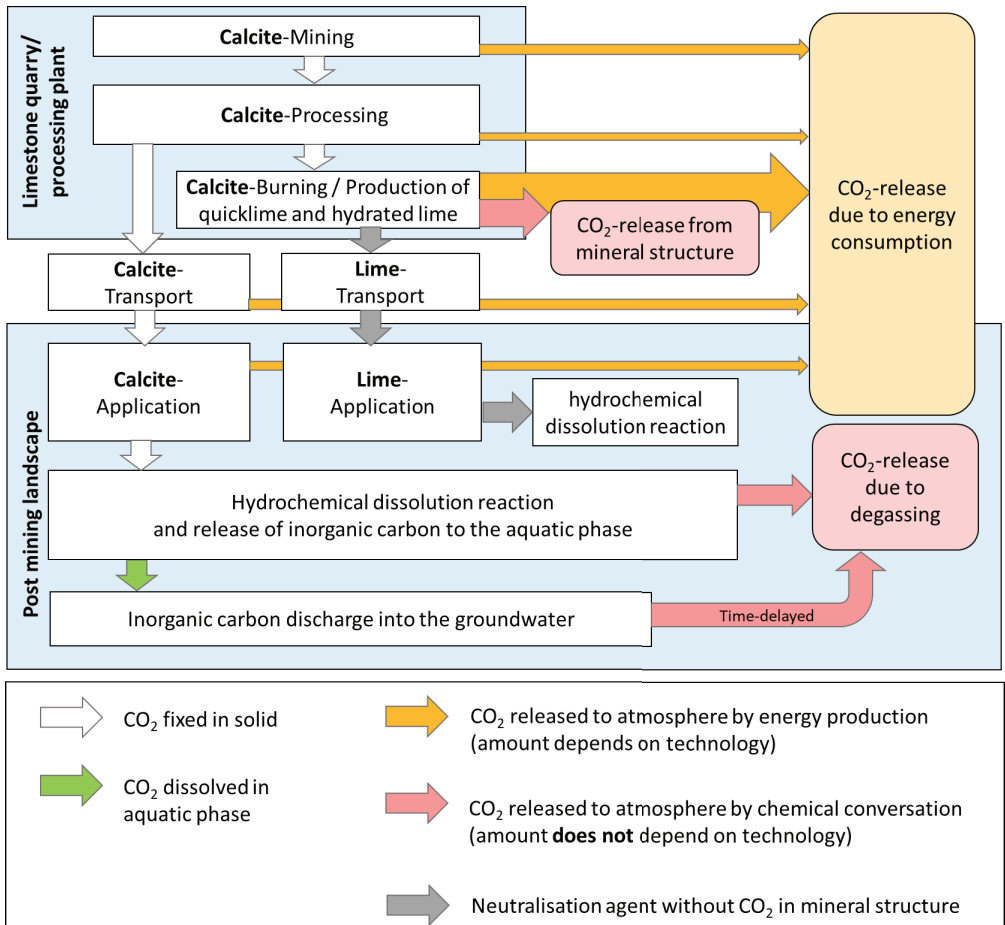 Limestone quarry/
processing plant
Calcite-Mining
Calcite-Processing
Calcite-Burning / Production of
quicklime and hydrated lime
CO₂-release from
mineral structure
CO₂-release
due to energy
consumption
Calcite-
Transport
Lime-
Transport
Post mining landscape
Calcite-
Application
Lime-
Application
hydrochemical
dissolution reaction
Hydrochemical dissolution reaction
and release of inorganic carbon to the aquatic phase
CO₂-release
due to
degassing
Inorganic carbon discharge into the groundwater
Time-delayed
CO₂ fixed in solid
CO₂ dissolved in
aquatic phase
CO₂ released to atmosphere by energy production
(amount depends on technology)
CO₂ released to atmosphere by chemical conversation
(amount does not depend on technology)
Neutralisation agent without CO₂ in mineral structure